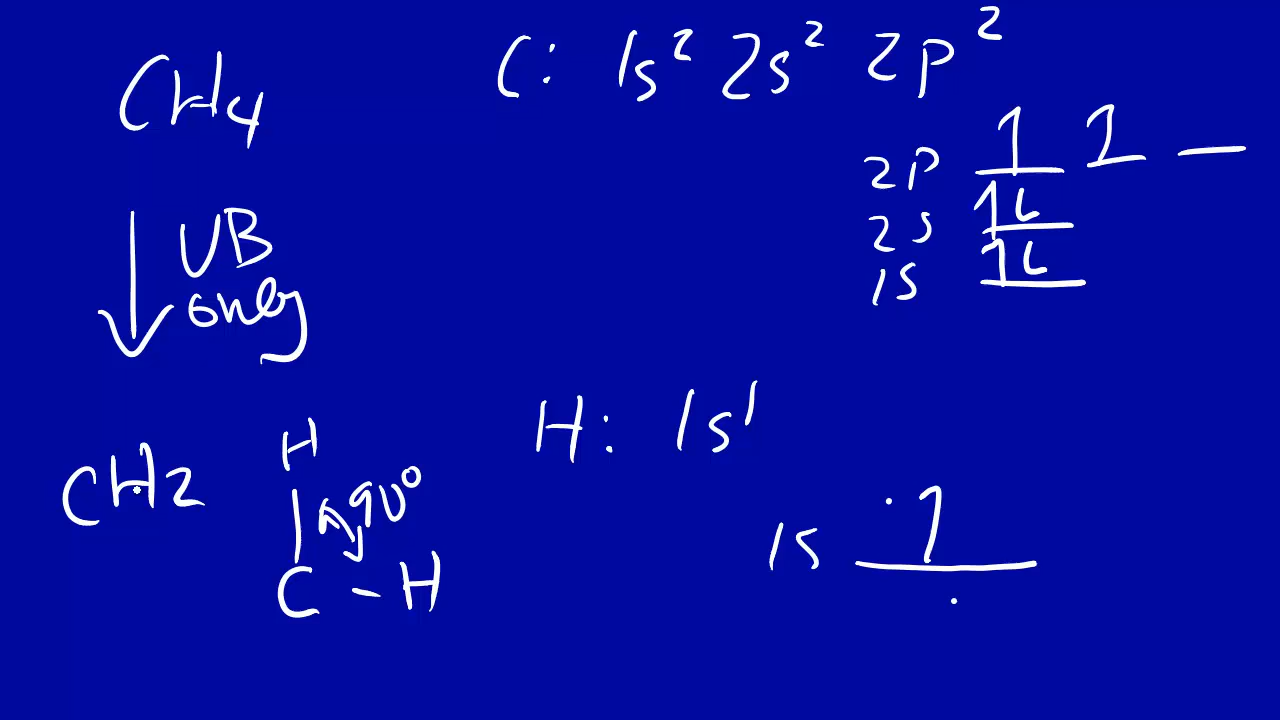 CH4
C: 1s² 2s² 2p²
2p 1 1 _
2s 1L
1s 1L
↓ VB
only
CH2
H
90°
C - H
H: 1s¹
1s 1